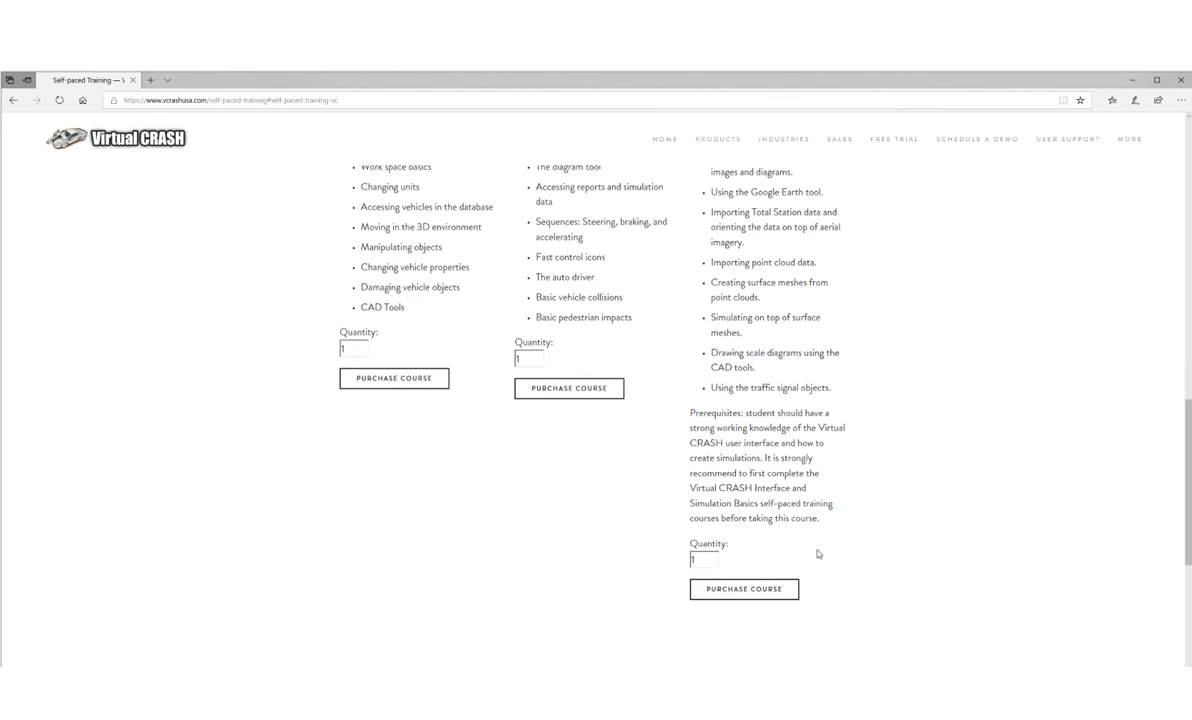 Self-paced Training — V
https://www.vcrashusa.com/self-paced-training#self-paced-training-vc
Virtual CRASH
HOME
PRODUCTS
INDUSTRIES
SALES
FREE TRIAL
SCHEDULE A DEMO
USER SUPPORT
MORE
Work space basics
Changing units
Accessing vehicles in the database
Moving in the 3D environment
Manipulating objects
Changing vehicle properties
Damaging vehicle objects
CAD Tools
Quantity:
1
PURCHASE COURSE
The diagram tool
Accessing reports and simulation
data
Sequences: Steering, braking, and
accelerating
Fast control icons
The auto driver
Basic vehicle collisions
Basic pedestrian impacts
Quantity:
1
PURCHASE COURSE
images and diagrams.
Using the Google Earth tool.
Importing Total Station data and
orienting the data on top of aerial
imagery.
Importing point cloud data.
Creating surface meshes from
point clouds.
Simulating on top of surface
meshes.
Drawing scale diagrams using the
CAD tools.
Using the traffic signal objects.
Prerequisites: student should have a
strong working knowledge of the Virtual
CRASH user interface and how to
create simulations. It is strongly
recommend to first complete the
Virtual CRASH Interface and
Simulation Basics self-paced training
courses before taking this course.
Quantity:
1
PURCHASE COURSE